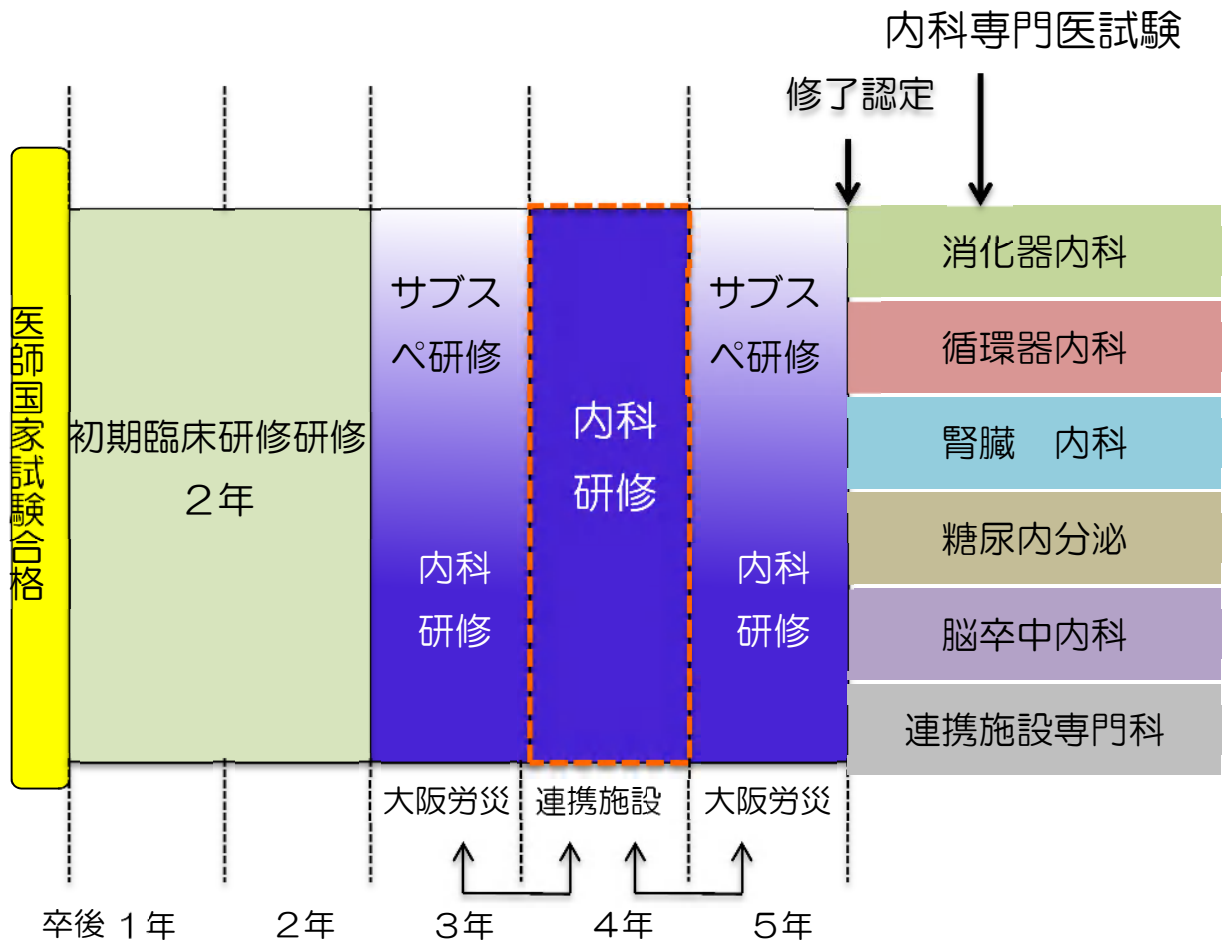 内科専門医試験
修了認定
医師国家試験合格
初期臨床研修研修
２年
サブス
ペ研修
内科
研修
内科
研修
サブス
ペ研修
内科
研修
消化器内科
循環器内科
腎臓　内科
糖尿内分泌
脳卒中内科
連携施設専門科
大阪労災
連携施設
大阪労災
卒後 １年
２年
３年
４年
５年